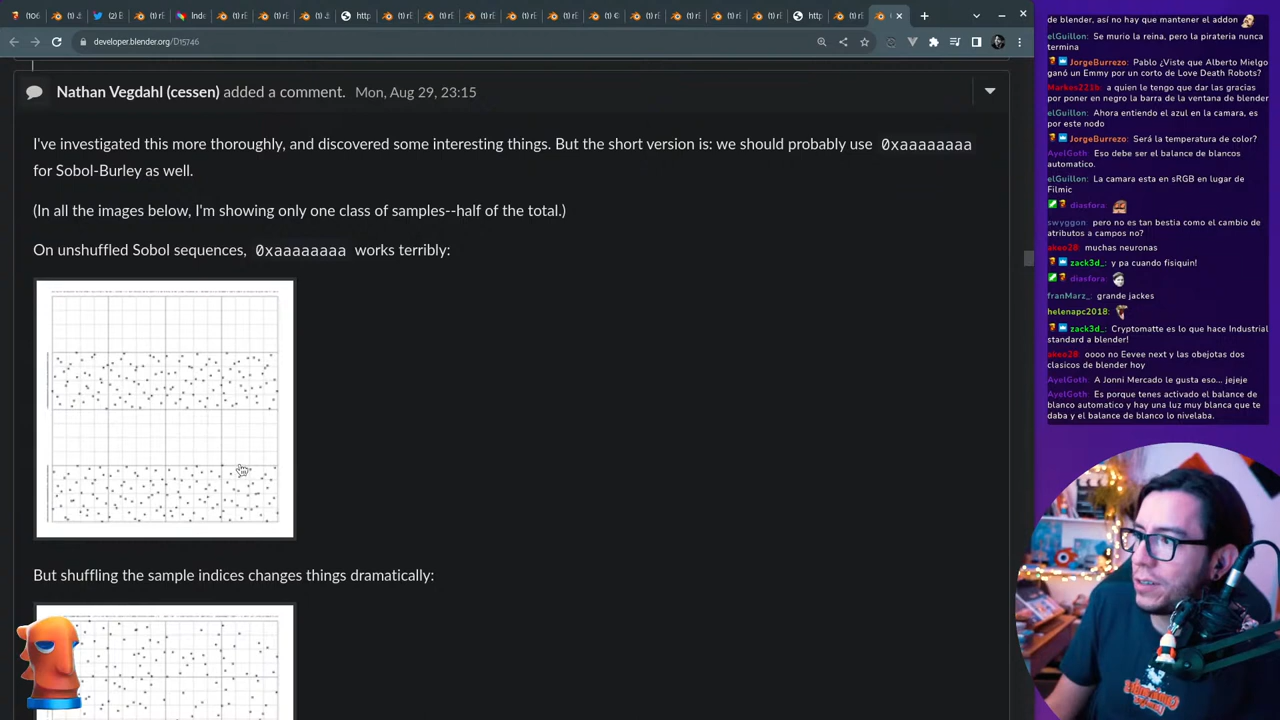 developer.blender.org/D15746
Nathan Vegdahl (cessen) added a comment. Mon, Aug 29, 23:15
I've investigated this more thoroughly, and discovered some interesting things. But the short version is: we should probably use 0xaaaaaaaa
for Sobol-Burley as well.
(In all the images below, I'm showing only one class of samples--half of the total.)
On unshuffled Sobol sequences, 0xaaaaaaaa works terribly:
But shuffling the sample indices changes things dramatically:
de blender, así no hay que mantener el addon
elGuillon: Se murio la reina, pero la pirateria nunca
termina
JorgeBurrezo: Pablo ¿Viste que Alberto Mielgo
ganó un Emmy por un corto de Love Death Robots?
Markos221b: a quien le tengo que dar las gracias
por poner en negro la barra de la ventana de blender
elGuillon: Ahora entiendo el azul en la camara, es
por este nodo
JorgeBurrezo: Será la temperatura de color?
AyelGoth: Eso debe ser el balance de blancos
automatico.
elGuillon: La camara esta en sRGB en lugar de
Filmic
diasfora:
swyggon: pero no es tan bestia como el cambio de
atributos a campos no?
akeo28: muchas neuronas
zack3d_: y pa cuando fisiquin!
diasfora:
franMarz_: grande jackes
helenapc2018:
zack3d_: Cryptomatte es lo que hace Industrial
standard a blender!
akeo28: oooo no Eevee next y las obejotas dos
clasicos de blender hoy
AyelGoth: A Jonni Mercado le gusta eso... jejeje
AyelGoth: Es porque tenes activado el balance de
blanco automatico y hay una luz muy blanca que te
daba y el balance de blanco lo nivelaba.